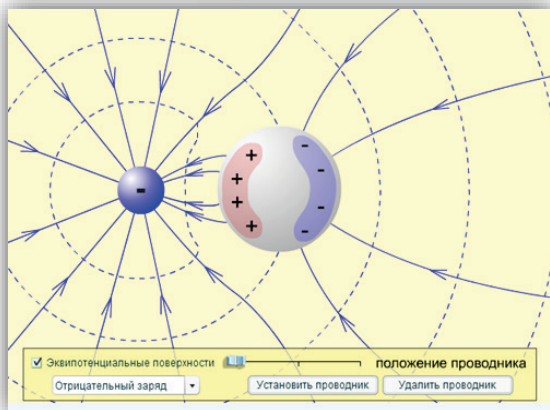 -
+ -
+ -
+ -
+ -
Эквипотенциальные поверхности положение проводника
Отрицательный заряд Установить проводник Удалить проводник